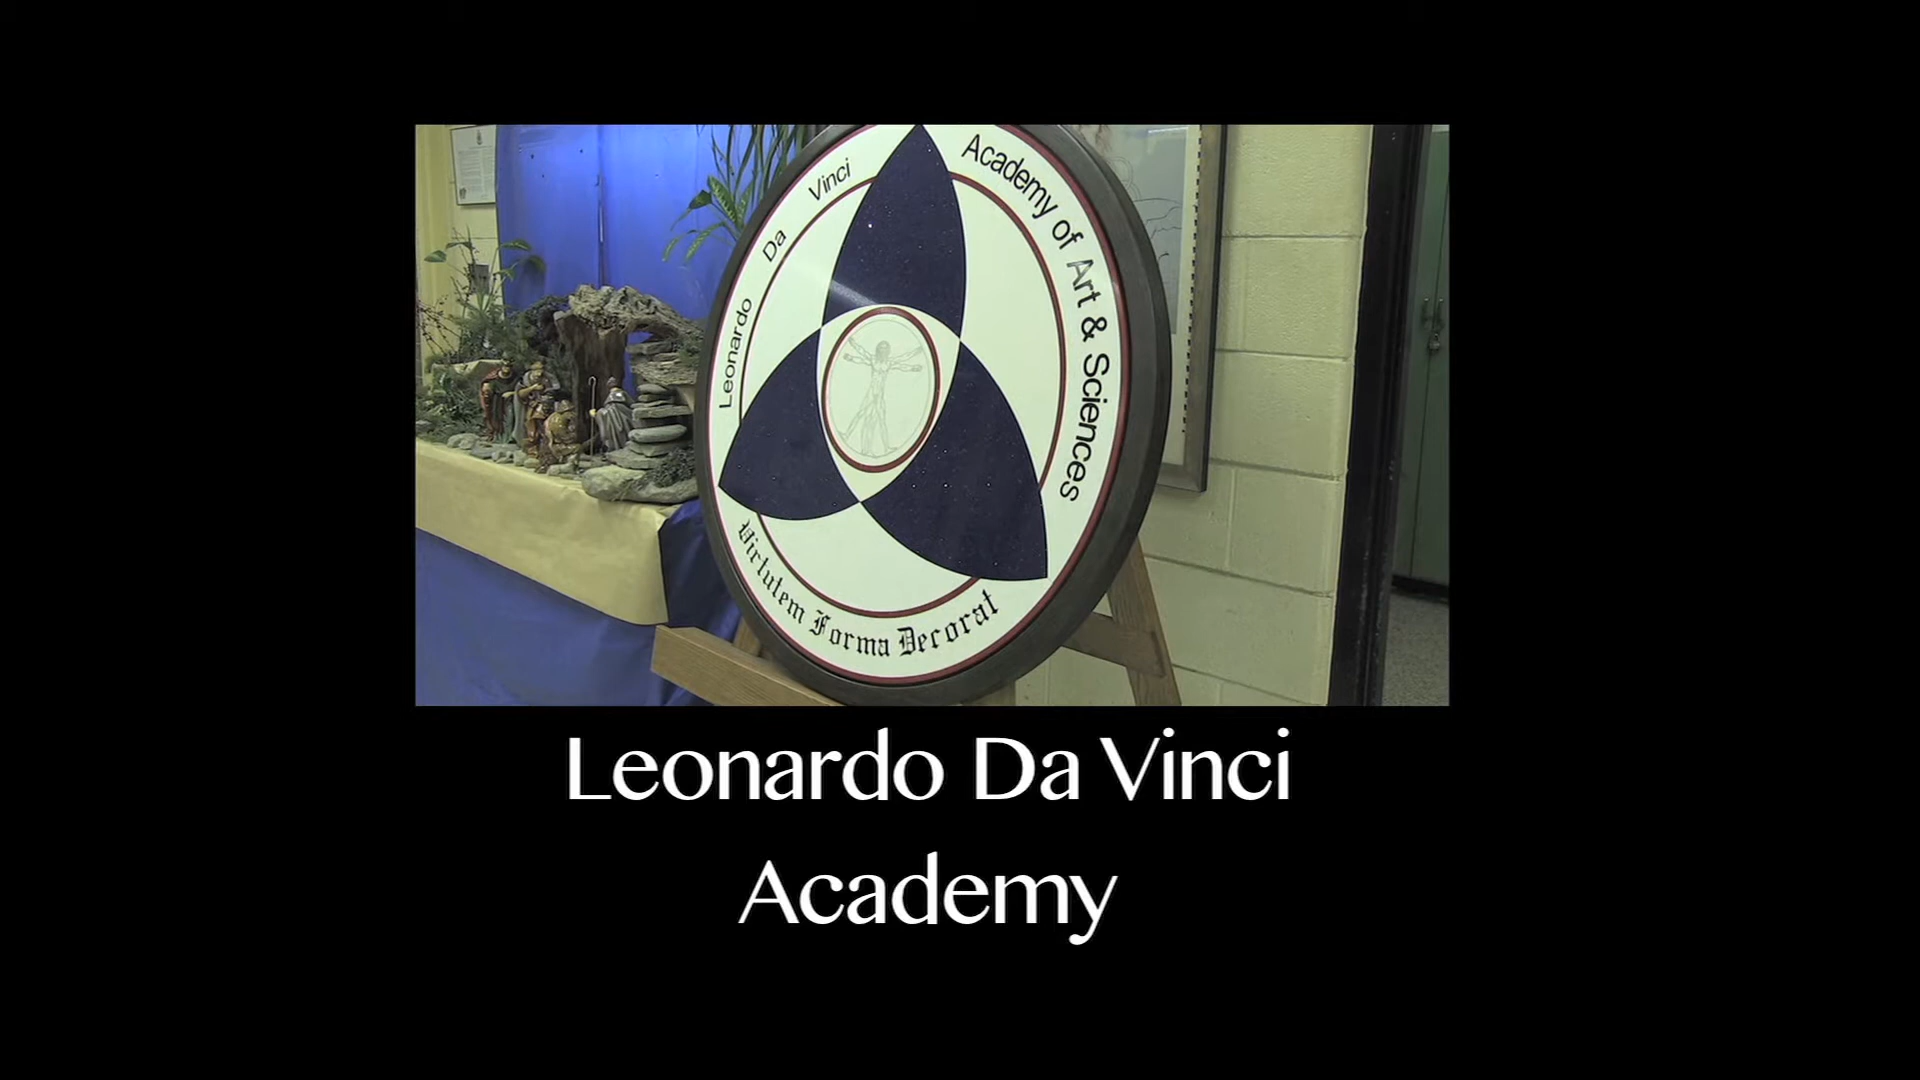 Leonardo Da Vinci
Academy of Art & Sciences
Virtutem Forma Decorat
Leonardo Da Vinci
Academy